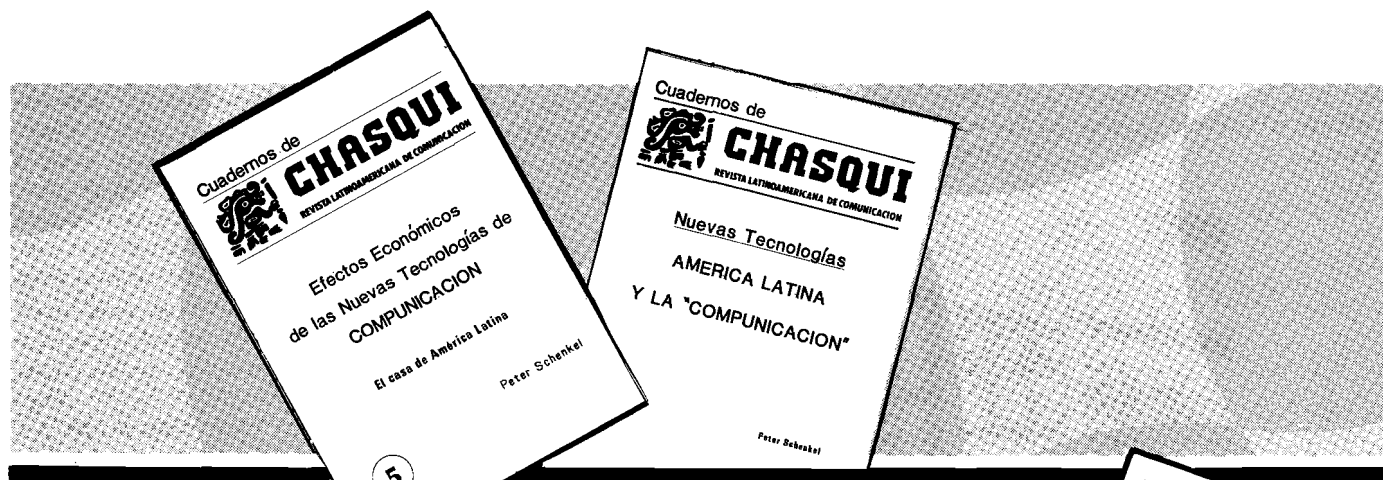 Cuadernos de
CHASQUI
REVISTA LATINOAMERICANA DE COMUNICACION
Efectos Económicos
de las Nuevas Tecnologías de
COMPUNICACION
El casa de América Latina
Peter Schenkel
5
Cuadernos de
CHASQUI
REVISTA LATINOAMERICANA DE COMUNICACION
Nuevas Tecnologías
AMERICA LATINA
Y LA "COMPUNICACION"
Peter Schenkel